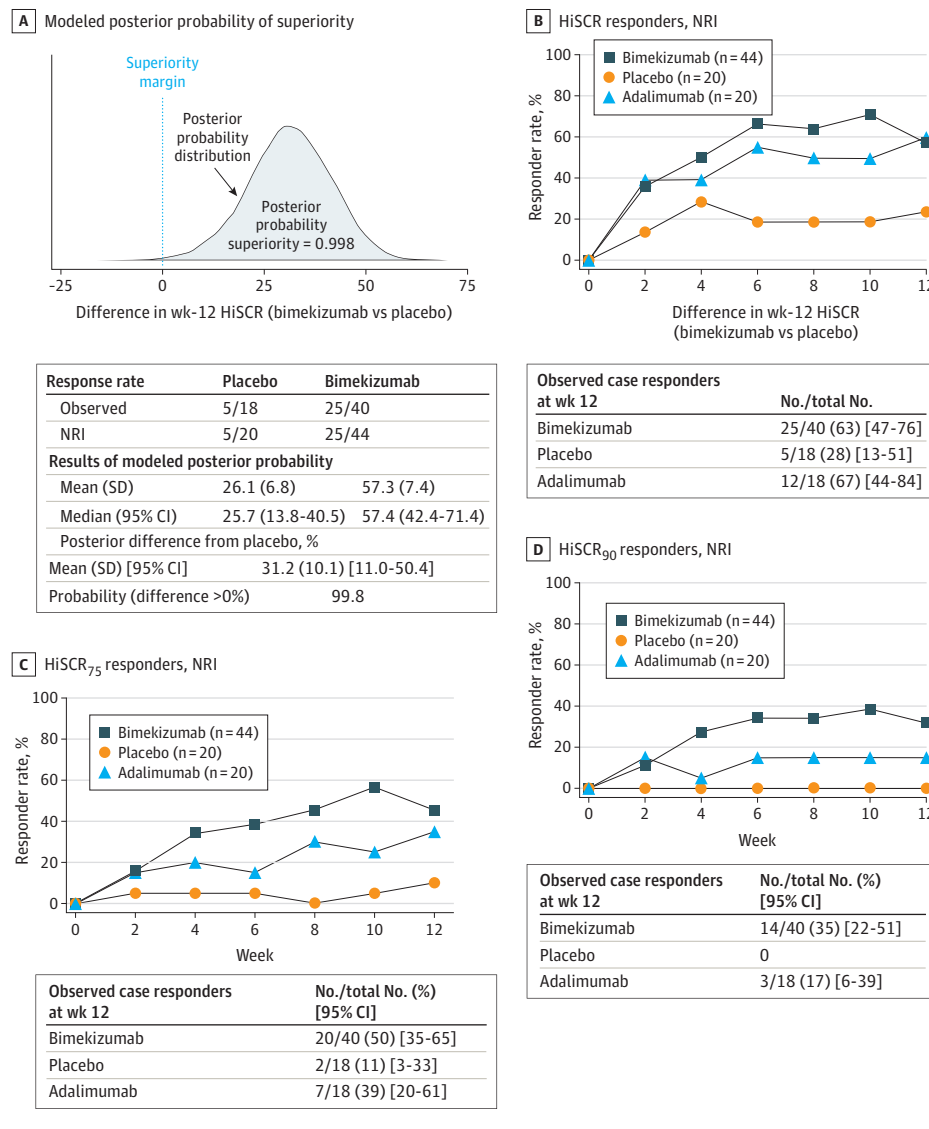 A Modeled posterior probability of superiority
Superiority
margin
Posterior
probability
distribution
Posterior
probability
superiority = 0.998
-25 0 25 50 75
Difference in wk-12 HiSCR (bimekizumab vs placebo)
Response rate Placebo Bimekizumab
Observed 5/18 25/40
NRI 5/20 25/44
Results of modeled posterior probability
Mean (SD) 26.1 (6.8) 57.3 (7.4)
Median (95% CI) 25.7 (13.8-40.5) 57.4 (42.4-71.4)
Posterior difference from placebo, %
Mean (SD) [95% CI] 31.2 (10.1) [11.0-50.4]
Probability (difference >0%) 99.8
B HiSCR responders, NRI
100
80
60
40
20
0
Responder rate, %
Bimekizumab (n = 44)
Placebo (n = 20)
Adalimumab (n = 20)
0 2 4 6 8 10 12
Difference in wk-12 HiSCR
(bimekizumab vs placebo)
Observed case responders
at wk 12 No./total No.
Bimekizumab 25/40 (63) [47-76]
Placebo 5/18 (28) [13-51]
Adalimumab 12/18 (67) [44-84]
C HiSCR75 responders, NRI
100
80
60
40
20
0
Responder rate, %
Bimekizumab (n = 44)
Placebo (n = 20)
Adalimumab (n = 20)
0 2 4 6 8 10 12
Week
Observed case responders No./total No. (%)
at wk 12 [95% CI]
Bimekizumab 20/40 (50) [35-65]
Placebo 2/18 (11) [3-33]
Adalimumab 7/18 (39) [20-61]
D HiSCR90 responders, NRI
100
80
60
40
20
0
Responder rate, %
Bimekizumab (n = 44)
Placebo (n = 20)
Adalimumab (n = 20)
0 2 4 6 8 10 12
Week
Observed case responders No./total No. (%)
at wk 12 [95% CI]
Bimekizumab 14/40 (35) [22-51]
Placebo 0
Adalimumab 3/18 (17) [6-39]